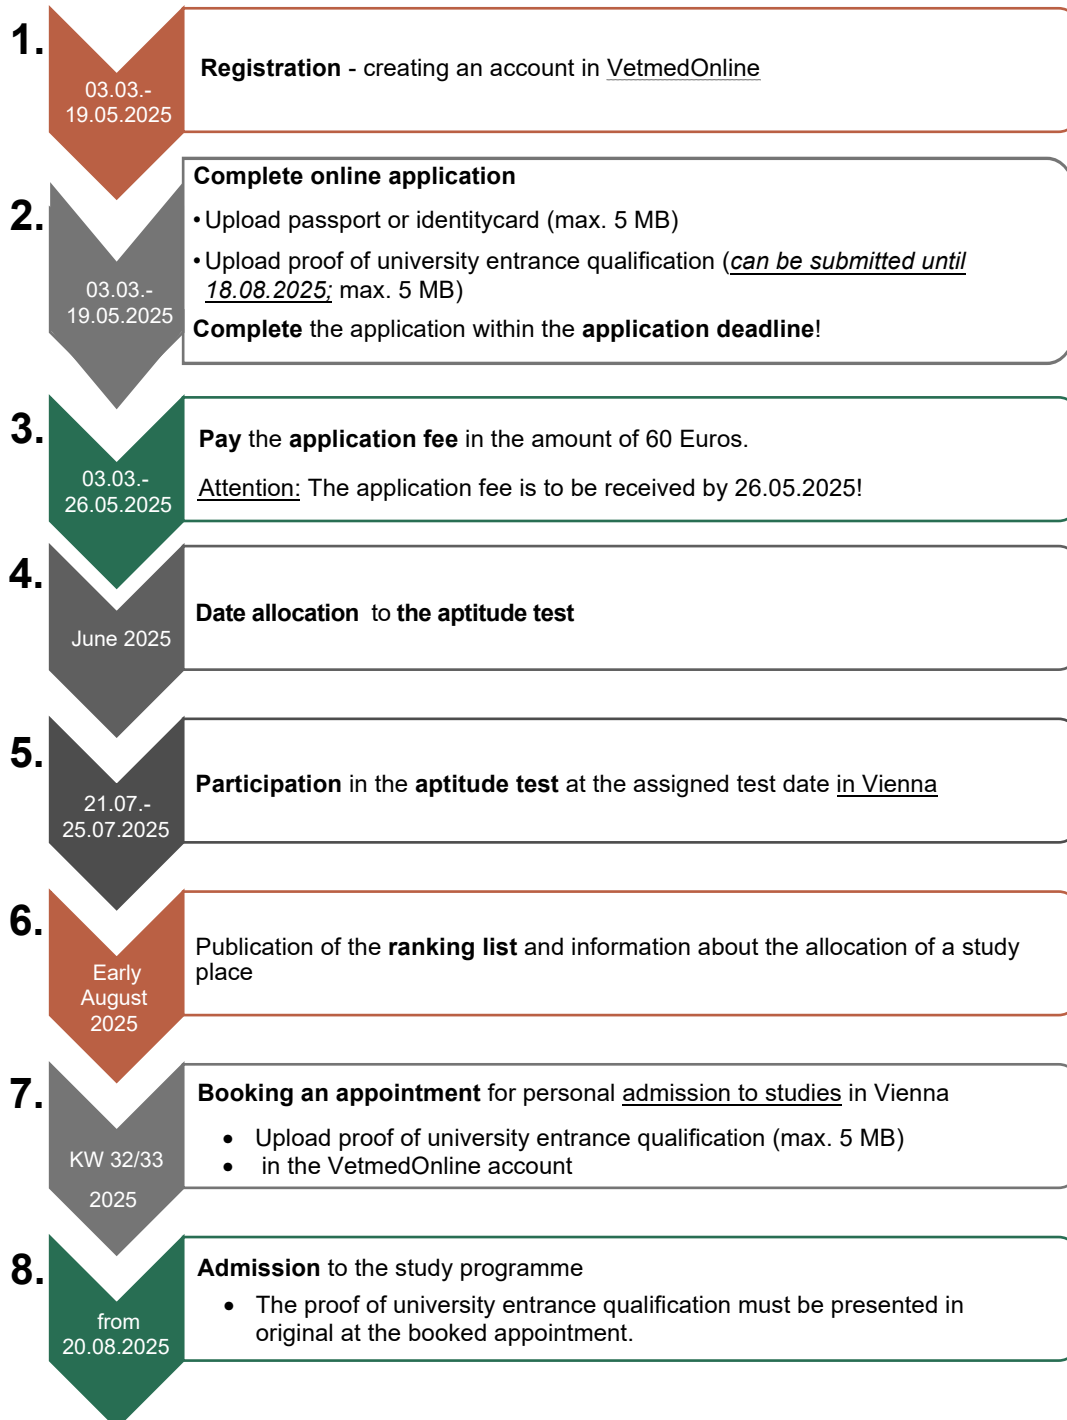 1.
03.03.-
19.05.2025
Registration - creating an account in VetmedOnline
2.
03.03.-
19.05.2025
Complete online application
• Upload passport or identitycard (max. 5 MB)
• Upload proof of university entrance qualification (can be submitted until
18.08.2025; max. 5 MB)
Complete the application within the application deadline!
3.
03.03.-
26.05.2025
Pay the application fee in the amount of 60 Euros.
Attention: The application fee is to be received by 26.05.2025!
4.
June 2025
Date allocation to the aptitude test
5.
21.07.-
25.07.2025
Participation in the aptitude test at the assigned test date in Vienna
6.
Early
August
2025
Publication of the ranking list and information about the allocation of a study
place
7.
KW 32/33
2025
Booking an appointment for personal admission to studies in Vienna
• Upload proof of university entrance qualification (max. 5 MB)
• in the VetmedOnline account
8.
from
20.08.2025
Admission to the study programme
• The proof of university entrance qualification must be presented in
original at the booked appointment.